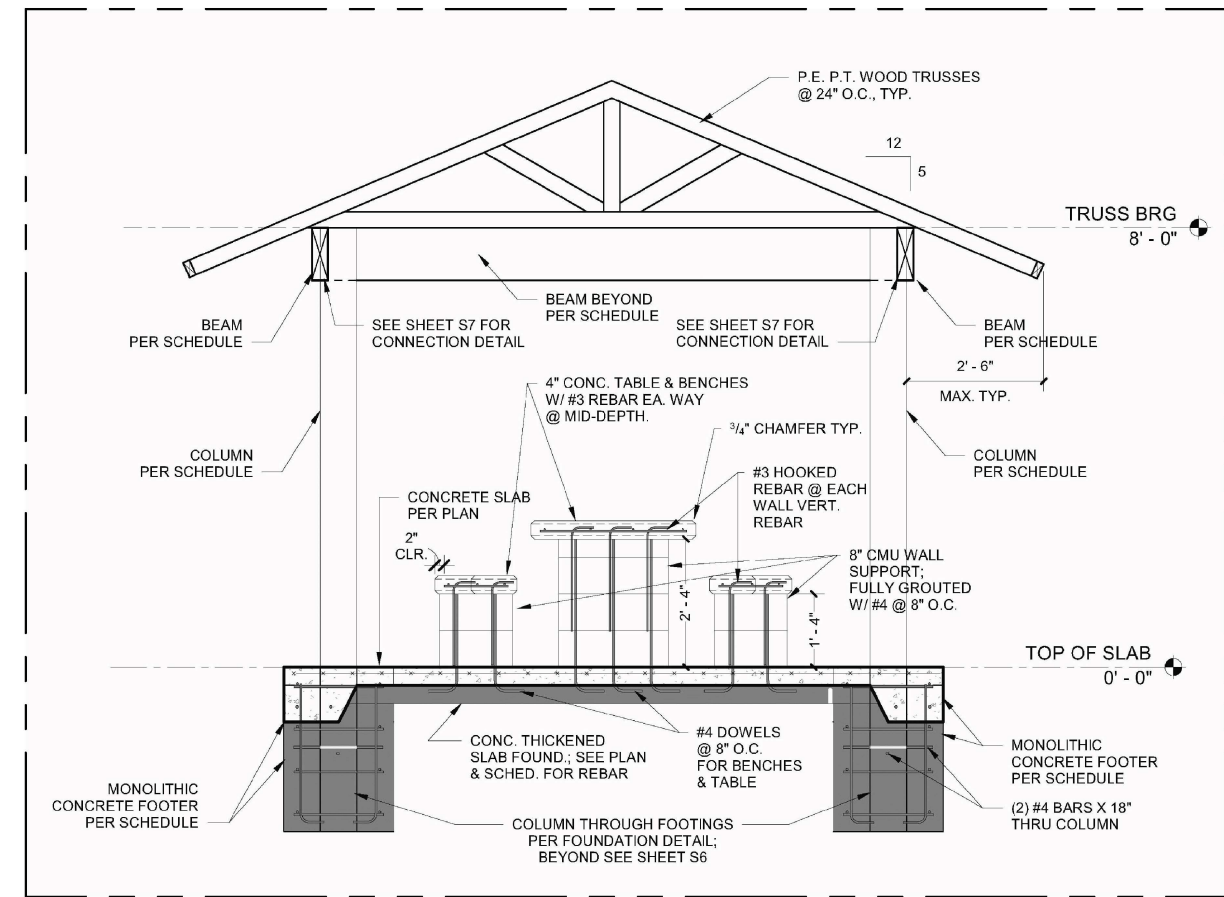 P.E. P.T. WOOD TRUSSES
@ 24" O.C., TYP.
12
5
TRUSS BRG
8' - 0"
BEAM
PER SCHEDULE
SEE SHEET S7 FOR
CONNECTION DETAIL
BEAM BEYOND
PER SCHEDULE
SEE SHEET S7 FOR
CONNECTION DETAIL
BEAM
PER SCHEDULE
2' - 6"
MAX. TYP.
4" CONC. TABLE & BENCHES
W/ #3 REBAR EA. WAY
@ MID-DEPTH.
3/4" CHAMFER TYP.
COLUMN
PER SCHEDULE
#3 HOOKED
REBAR @ EACH
WALL VERT.
REBAR
COLUMN
PER SCHEDULE
CONCRETE SLAB
PER PLAN
2"
CLR.
8" CMU WALL
SUPPORT;
FULLY GROUTED
W/ #4 @ 8" O.C.
2' - 4"
1' - 4"
TOP OF SLAB
0' - 0"
CONC. THICKENED
SLAB FOUND.; SEE PLAN
& SCHED. FOR REBAR
#4 DOWELS
@ 8" O.C.
FOR BENCHES
& TABLE
MONOLITHIC
CONCRETE FOOTER
PER SCHEDULE
MONOLITHIC
CONCRETE FOOTER
PER SCHEDULE
(2) #4 BARS X 18"
THRU COLUMN
COLUMN THROUGH FOOTINGS
PER FOUNDATION DETAIL;
BEYOND SEE SHEET S6